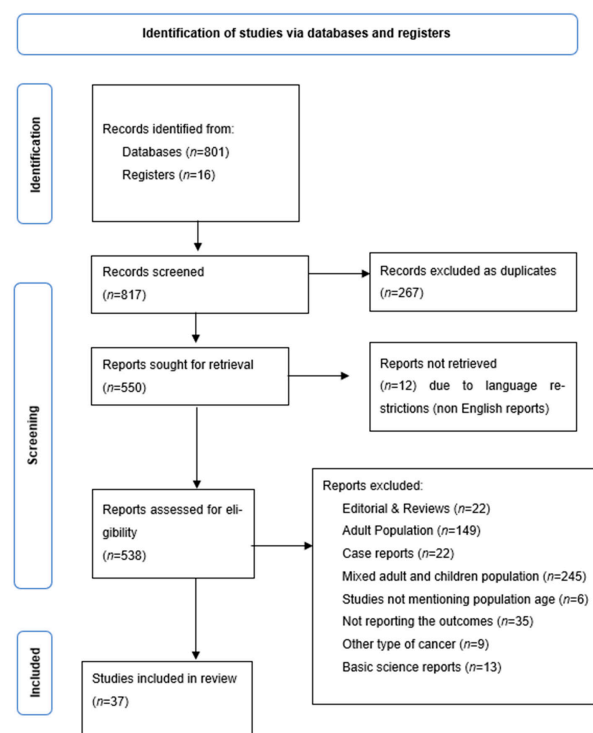 Identification of studies via databases and registers
Identification
Records identified from:
Databases (n=801)
Registers (n=16)
Records screened
(n=817)
Records excluded as duplicates
(n=267)
Screening
Reports sought for retrieval
(n=550)
Reports not retrieved
(n=12) due to language re-
strictions (non English reports)
Reports assessed for eli-
gibility
(n=538)
Reports excluded:
Editorial & Reviews (n=22)
Adult Population (n=149)
Case reports (n=22)
Mixed adult and children population (n=245)
Studies not mentioning population age (n=6)
Not reporting the outcomes (n=35)
Other type of cancer (n=9)
Basic science reports (n=13)
Included
Studies included in review
(n=37)